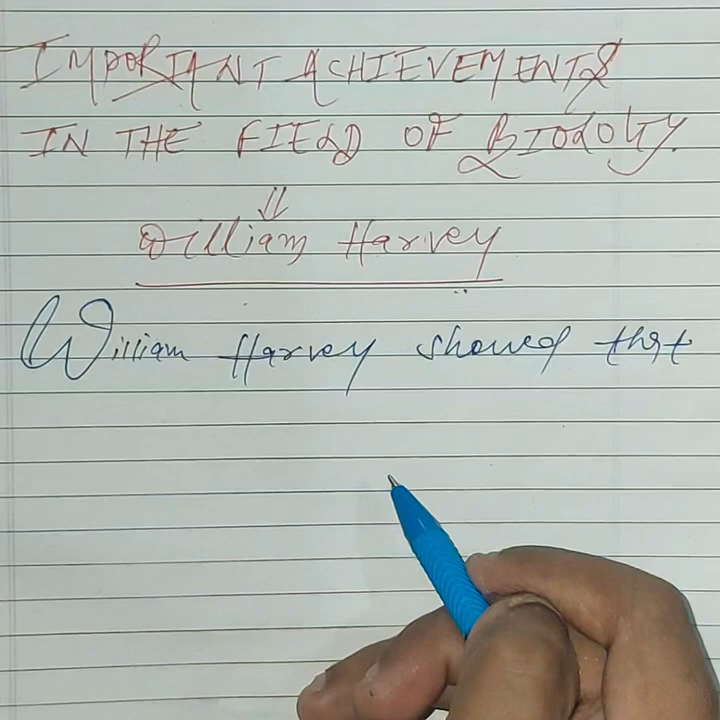 IMPORTANT ACHIEVEMENTS
IN THE FIELD OF BIOLOGY.
⇓
William Harvey
William Harvey showed that